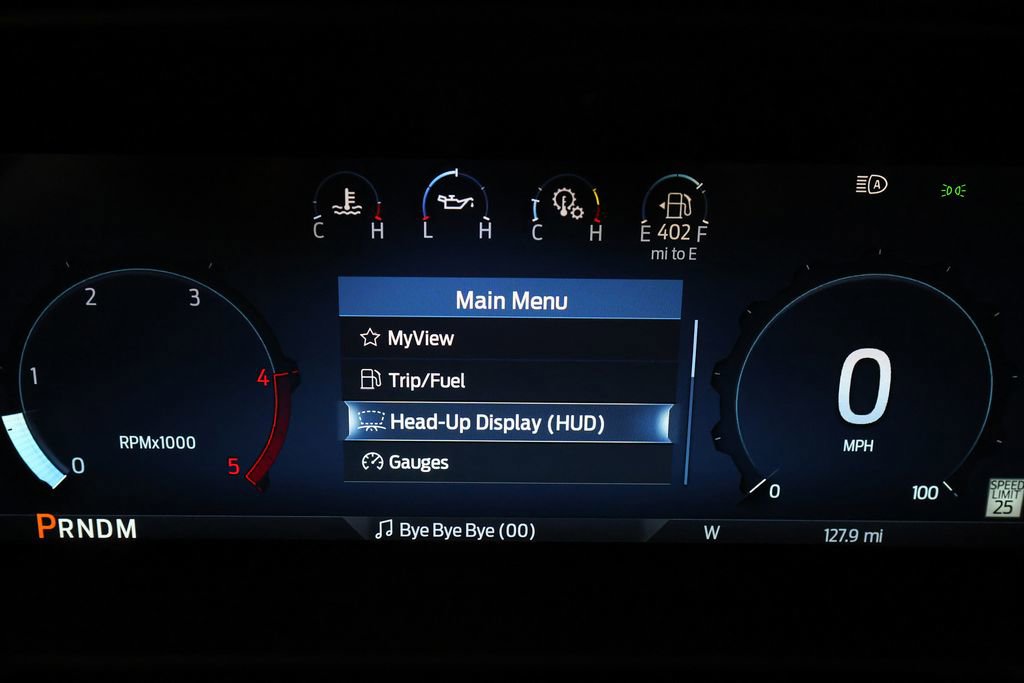 A
C H
L H
C H
E 402 F
mi to E
Main Menu
MyView
Trip/Fuel
Head-Up Display (HUD)
Gauges
0
1
2
3
4
5
RPMx1000
0
MPH
0
100
SPEED
LIMIT
25
PRNDM
Bye Bye Bye (00)
W
127.9 mi